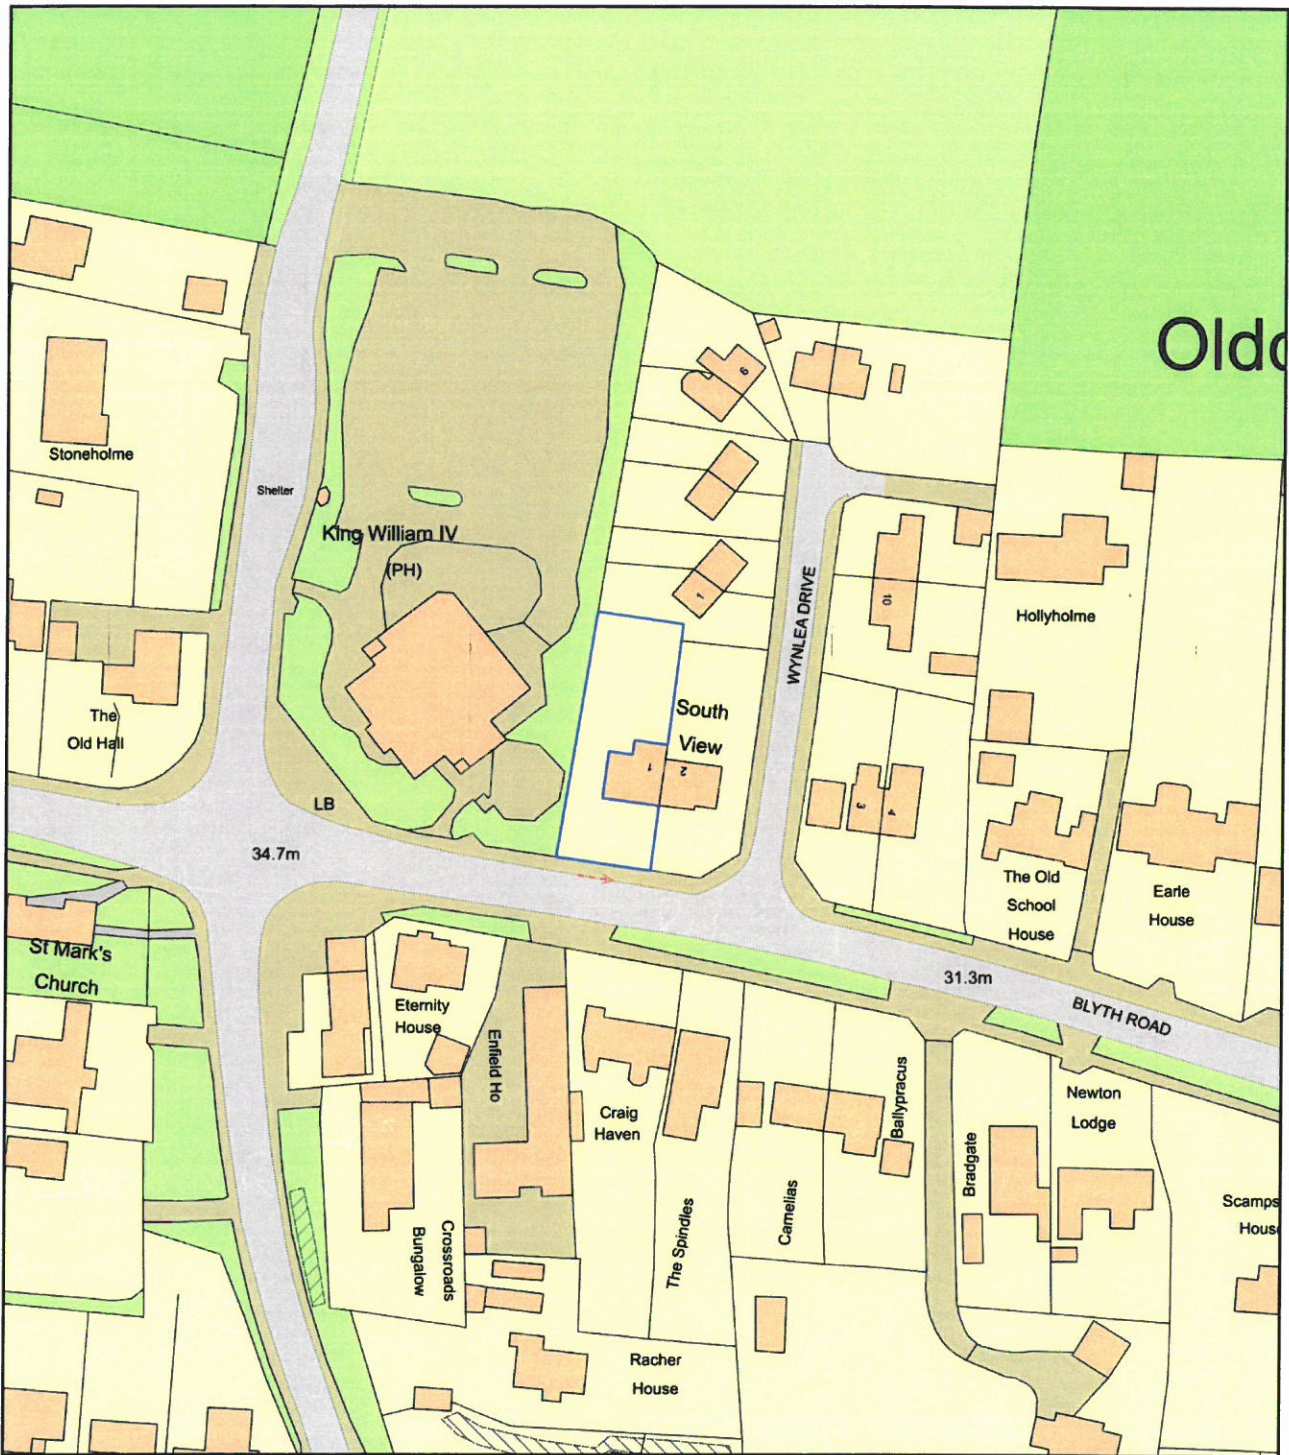 Oldc
Stoneholme
Shelter
King William IV
(PH)
9
1
WYNLEA DRIVE
10
Hollyholme
The
Old Hall
South
View
1
2
3
4
LB
34.7m
The Old
School
House
Earle
House
St Mark's
Church
31.3m
BLYTH ROAD
Eternity
House
Enfield Ho
Craig
Haven
Ballypracus
Newton
Lodge
Bradgate
The Spindles
Camelias
Scamps
House
Crossroads
Bungalow
Racher
House